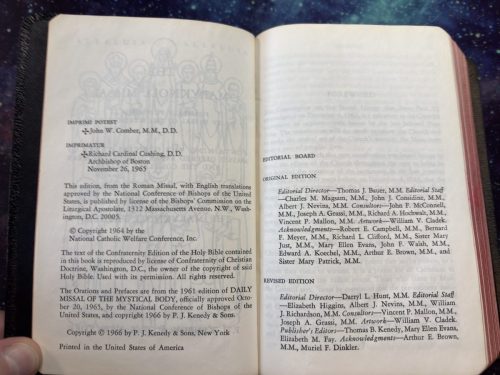 IMPRIMI POTEST
✠John W. Comber, M.M., D.D.
IMPRIMATUR
✠Richard Cardinal Cushing, D.D.
Archbishop of Boston
November 26, 1965
This edition, from the Roman Missal, with English translations
approved by the National Conference of Bishops of the United
States, is published by license of the Bishops' Commission on the
Liturgical Apostolate, 1312 Massachusetts Avenue. N.W., Wash-
ington, D.C. 20005.
© Copyright 1964 by the
National Catholic Welfare Conference, Inc.
The text of the Confraternity Edition of the Holy Bible contained
in this book is reproduced by license of Confraternity of Christian
Doctrine, Washington, D.C., the owner of the copyright of said
Holy Bible. Used with its permission. All rights reserved.
The Orations and Prefaces are from the 1961 edition of DAILY
MISSAL OF THE MYSTICAL BODY, officially approved Octo-
ber 20, 1965, by the National Conference of Bishops of the
United States, and copyright 1966 by P. J. Kenedy & Sons.
Copyright © 1966 by P. J. Kenedy & Sons, New York
Printed in the United States of America
EDITORIAL BOARD
ORIGINAL EDITION
Editorial Director—Thomas J. Bauer, M.M. Editorial Staff
—Charles M. Magsam, M.M., John J. Considine, M.M.,
Albert J. Nevins, M.M. Consultors—John F. McConnell,
M.M., Joseph A. Grassi, M.M., Richard A. Hochwalt, M.M.,
Vincent P. Mallon, M.M. Artwork—William V. Cladek.
Acknowledgments—Robert E. Campbell, M.M., Bernard
F. Meyer, M.M., Richard L. Clifford, M.M., Sister Mary
Just, M.M., Mary Ellen Evans, John F. Walsh, M.M.,
Edward A. Koechel, M.M., Arthur E. Brown, M.M., and
Sister Mary Patrick, M.M.
REVISED EDITION
Editorial Director—Darryl L. Hunt, M.M. Editorial Staff
—Elizabeth Higgins, Albert J. Nevins, M.M., William
J. Richardson, M.M. Consultors—Vincent P. Mallon, M.M.,
Joseph A. Grassi, M.M. Artwork—William V. Cladek.
Publisher's Editors—Thomas B. Kenedy, Mary Ellen Evans,
Elizabeth M. Fay. Acknowledgments—Arthur E. Brown,
M.M., Muriel F. Dinkler.